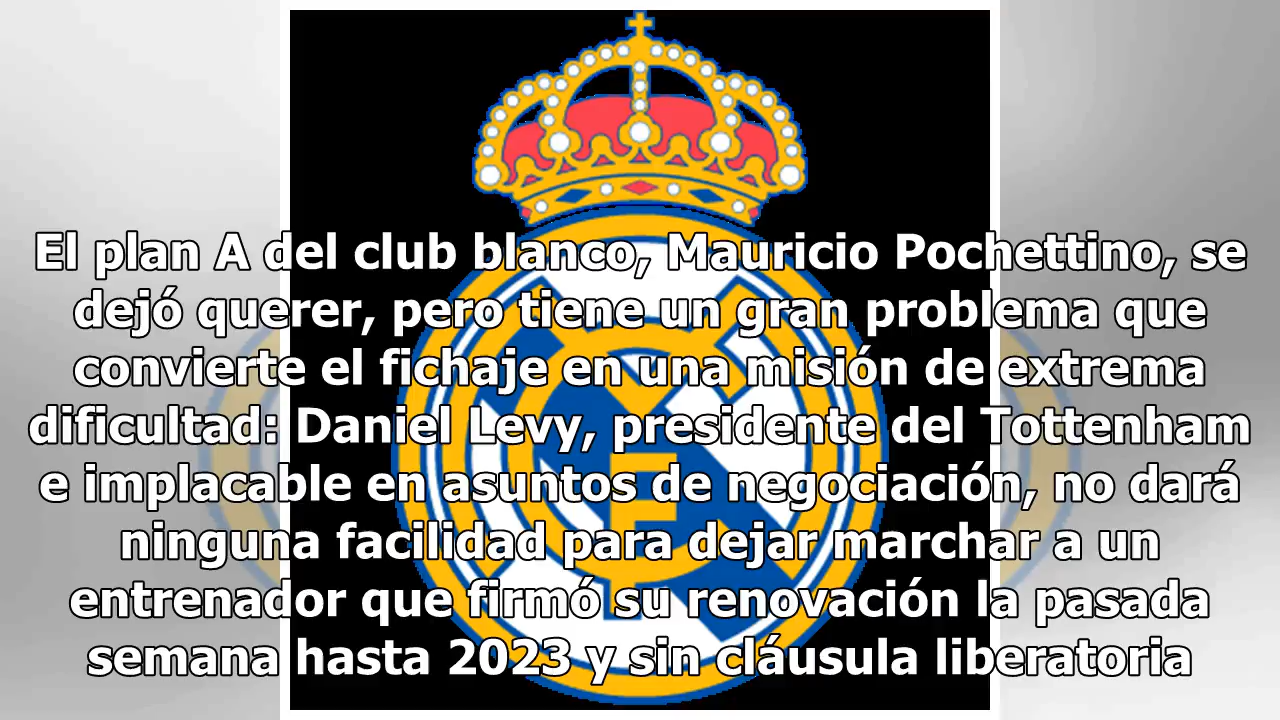 El plan A del club blanco, Mauricio Pochettino, se
dejó querer, pero tiene un gran problema que
convierte el fichaje en una misión de extrema
dificultad: Daniel Levy, presidente del Tottenham
e implacable en asuntos de negociación, no dará
ninguna facilidad para dejar marchar a un
entrenador que firmó su renovación la pasada
semana hasta 2023 y sin cláusula liberatoria